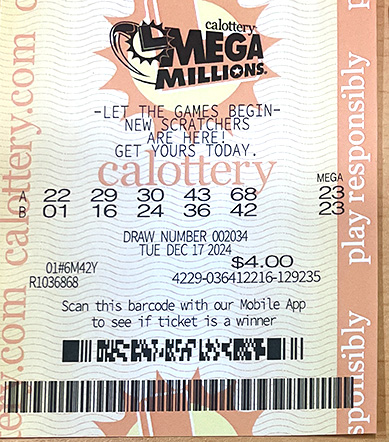 calottery
MEGA
MILLIONS
-LET THE GAMES BEGIN-
NEW SCRATCHERS
ARE HERE!
GET YOURS TODAY.
calottery
MEGA
A 22 29 30 43 68 23
B 01 16 24 36 42 23
DRAW NUMBER 002034
TUE DEC 17 2024
$4.00
01#6M42Y
R1036868 4229-036412216-129235
Scan this barcode with our Mobile App
to see if ticket is a winner
ery.com calottery.com c
play responsibly
sponsibly